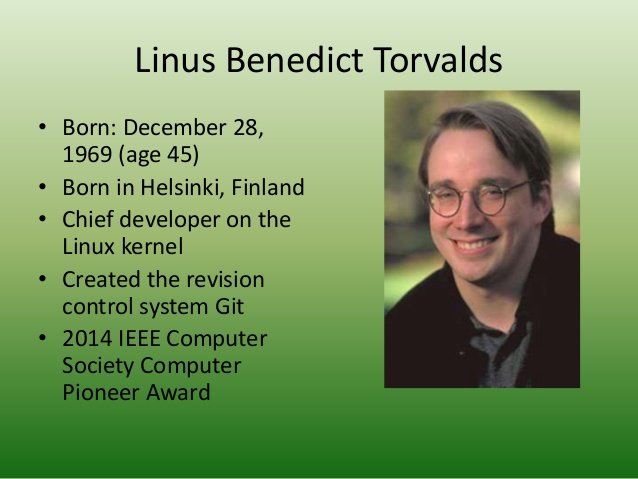 Linus Benedict Torvalds
• Born: December 28,
1969 (age 45)
• Born in Helsinki, Finland
• Chief developer on the
Linux kernel
• Created the revision
control system Git
• 2014 IEEE Computer
Society Computer
Pioneer Award